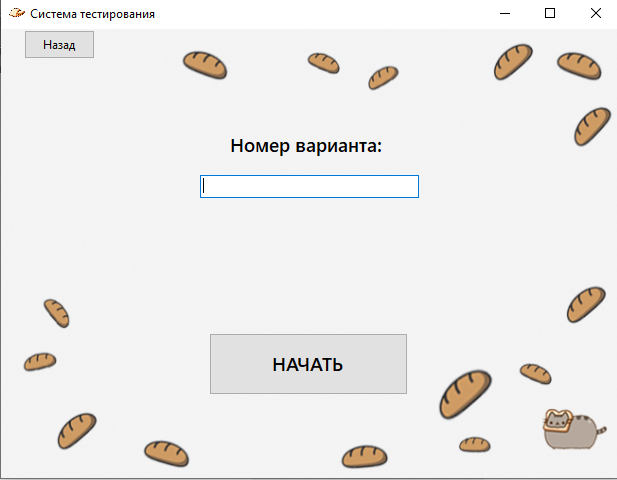 Система тестирования
Назад
Номер варианта:
НАЧАТЬ